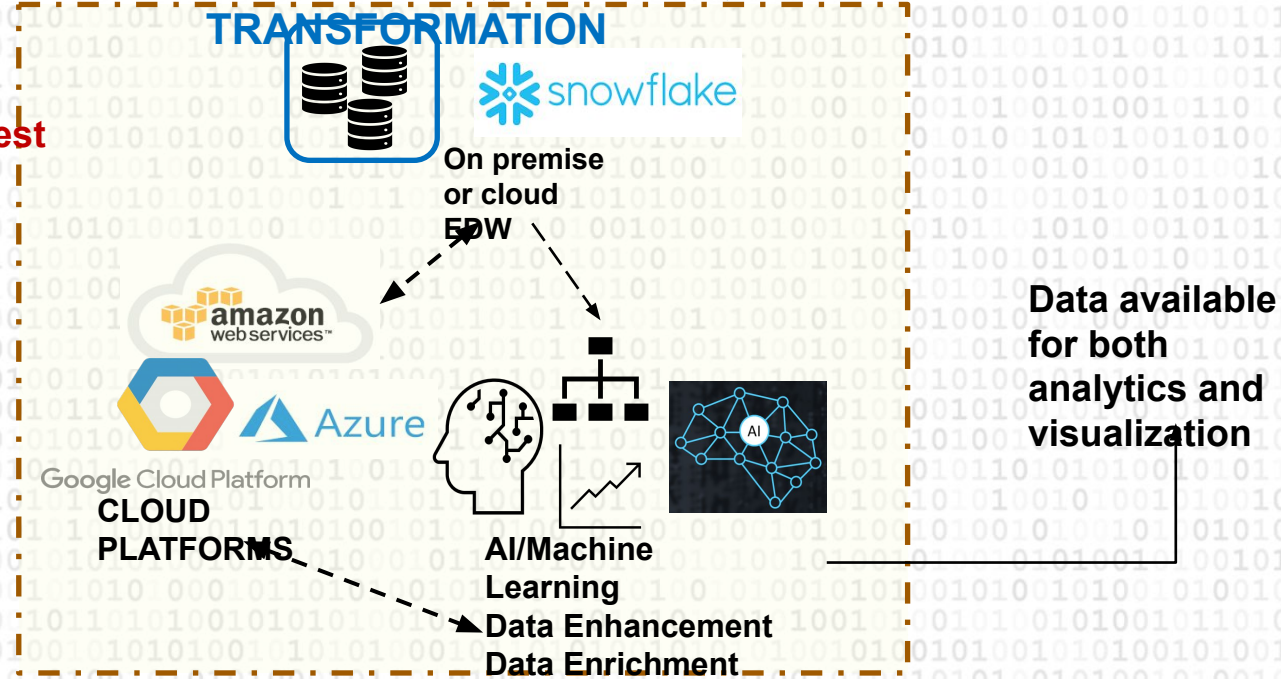 TRANSFORMATION
snowflake
est
On premise
or cloud
EDW
amazon
web services™
Azure
Google Cloud Platform
CLOUD
PLATFORMS
AI
AI/Machine
Learning
Data Enhancement
Data Enrichment
Data available
for both
analytics and
visualization